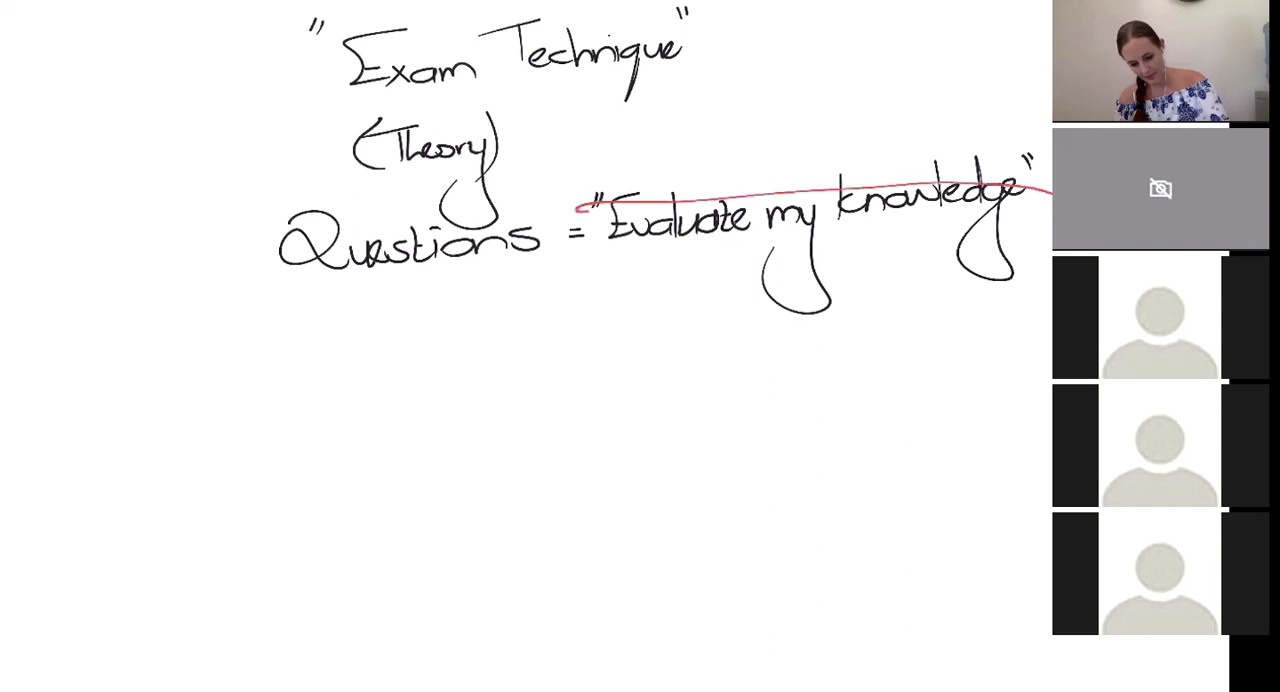 "Exam Technique"
(Theory)
Questions = "Evaluate my knowledge"